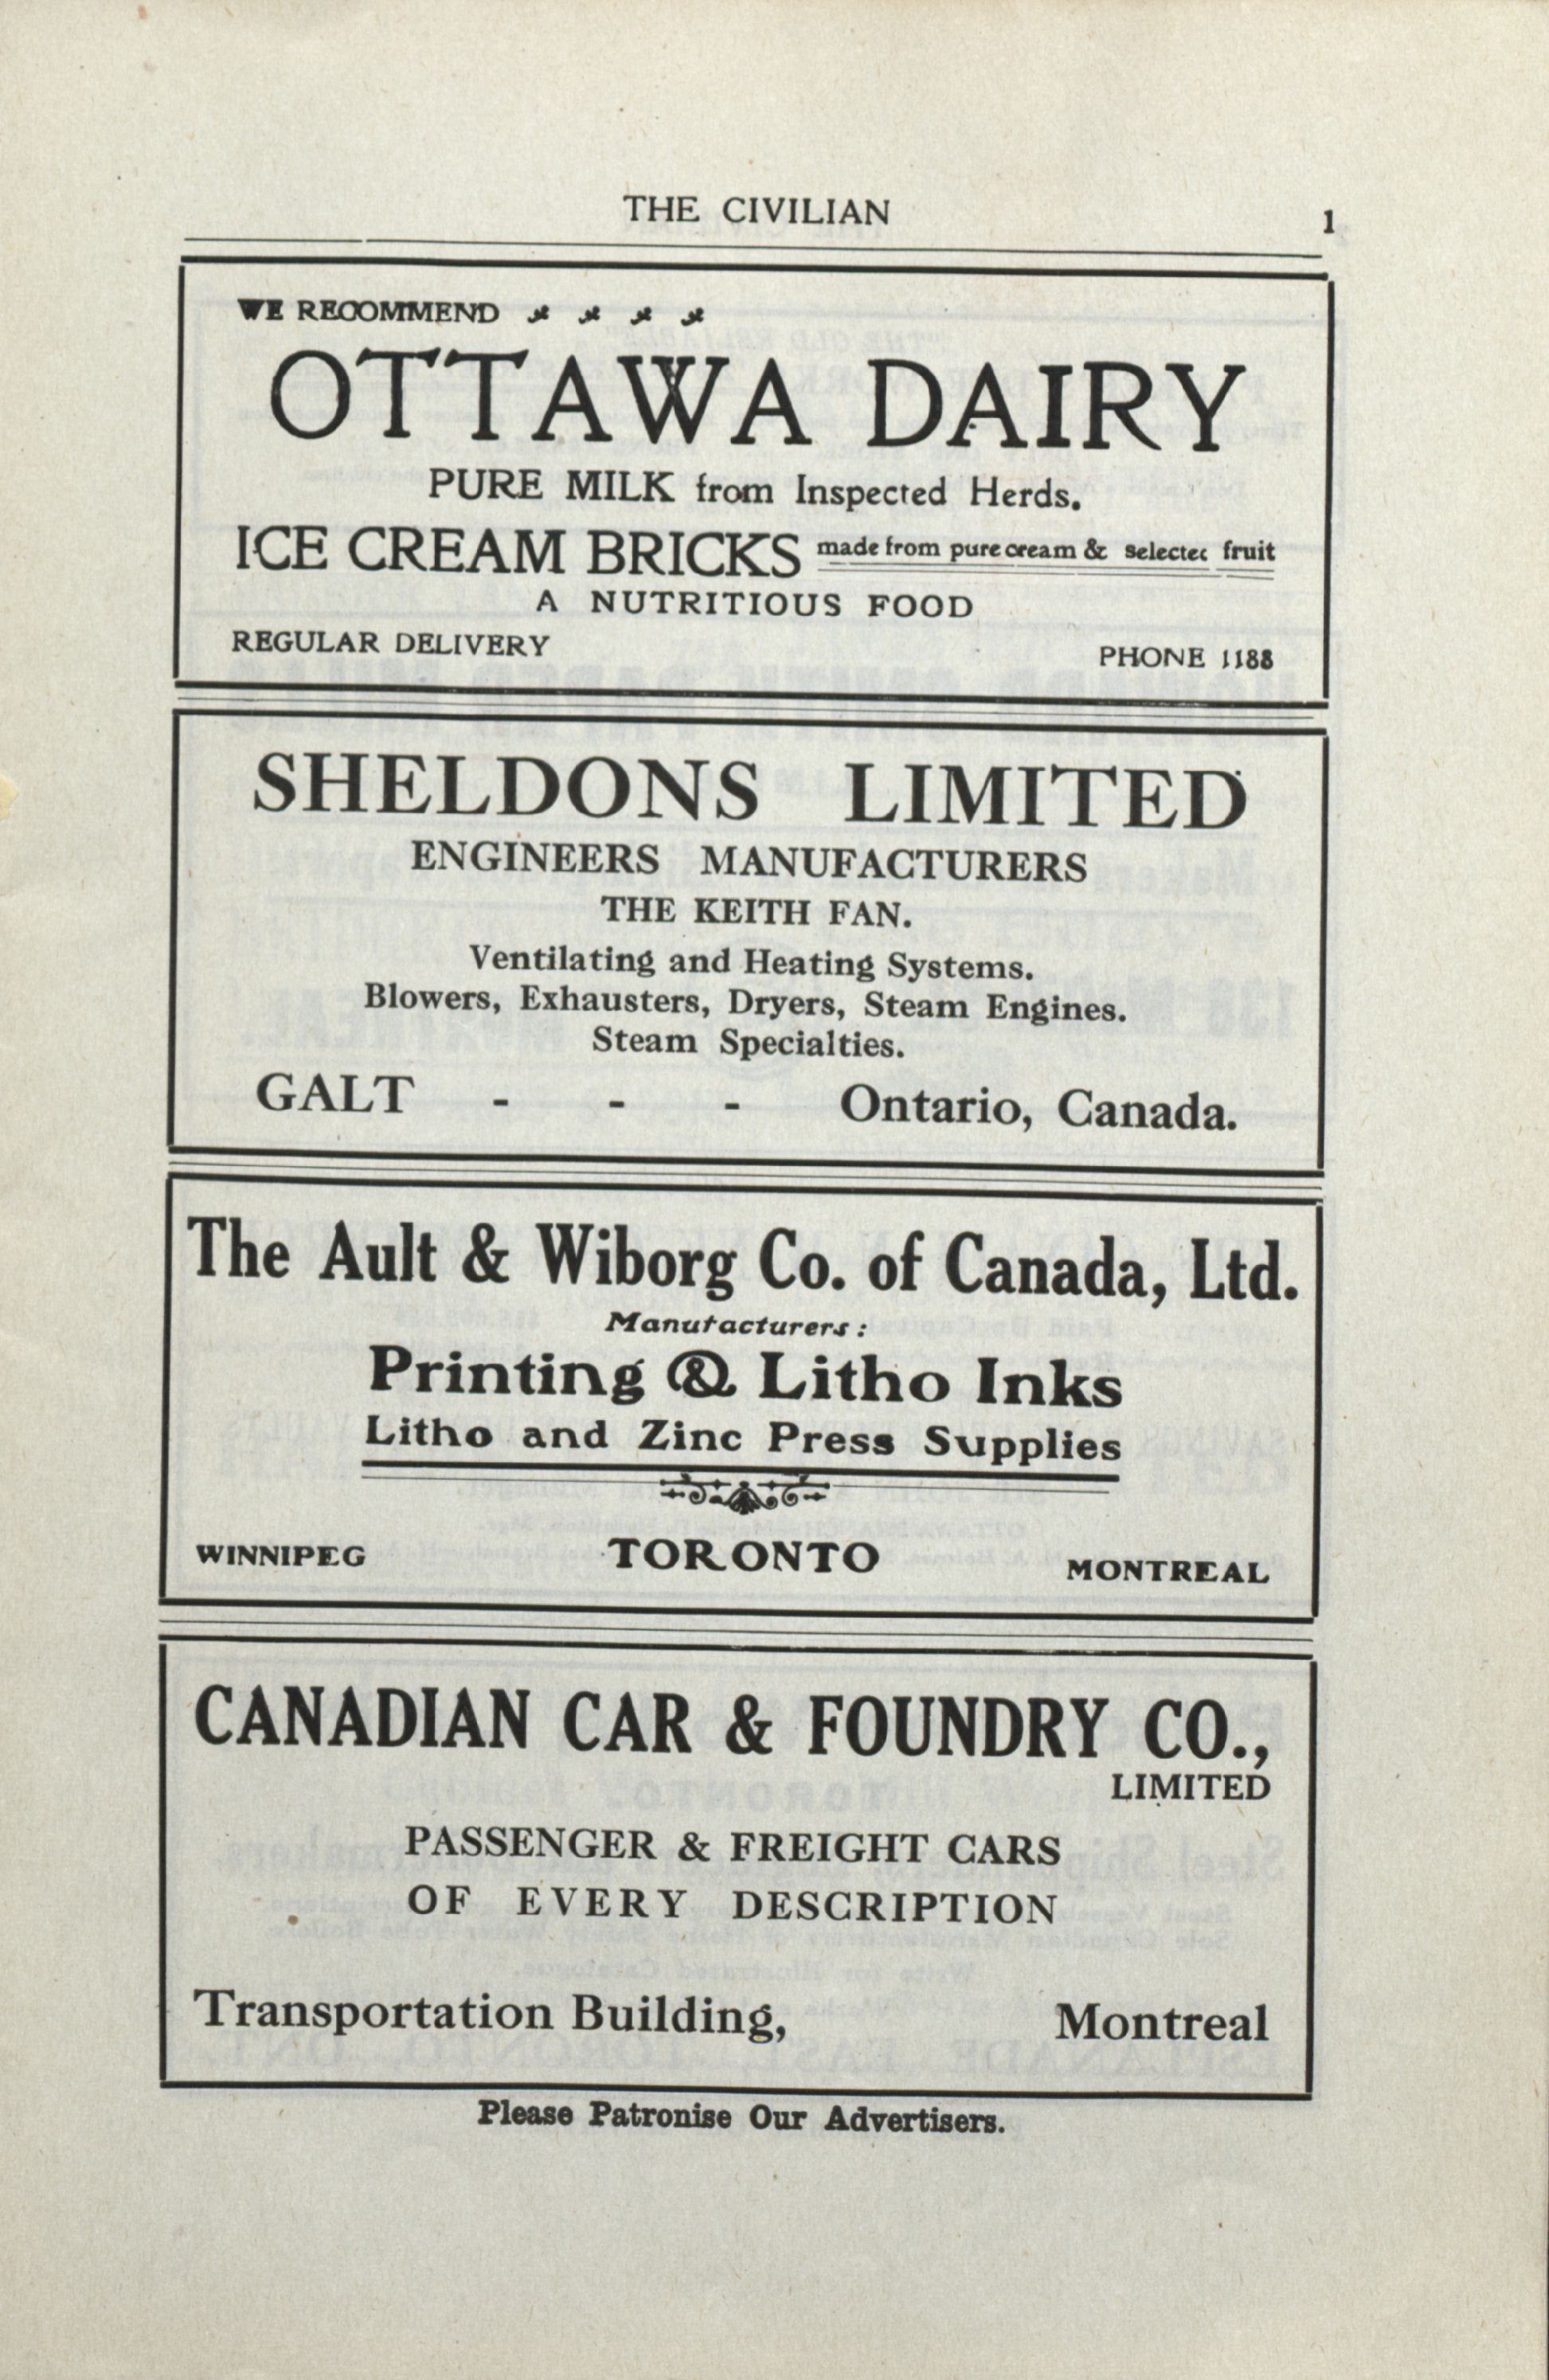 THE CIVILIAN 1
WE RECOMMEND
OTTAWA DAIRY
PURE MILK from Inspected Herds.
ICE CREAM BRICKS made from pure cream & selected fruit
A NUTRITIOUS FOOD
REGULAR DELIVERY PHONE 1188
SHELDONS LIMITED
ENGINEERS MANUFACTURERS
THE KEITH FAN.
Ventilating and Heating Systems.
Blowers, Exhausters, Dryers, Steam Engines.
Steam Specialties.
GALT - - - Ontario, Canada.
The Ault & Wiborg Co. of Canada, Ltd.
Manufacturers:
Printing & Litho Inks
Litho and Zinc Press Supplies
WINNIPEG TORONTO MONTREAL
CANADIAN CAR & FOUNDRY CO.,
LIMITED
PASSENGER & FREIGHT CARS
OF EVERY DESCRIPTION
Transportation Building, Montreal
Please Patronise Our Advertisers.